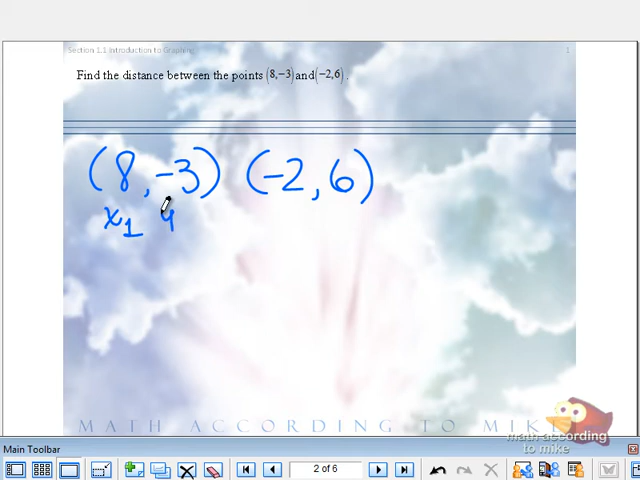 Section 1.1 Introduction to Graphing 1
Find the distance between the points (8,−3) and (−2,6).
(8, -3) (-2, 6)
x1 y
MATH ACCORDING TO MIKE
math according
to mike
Main Toolbar
2 of 6